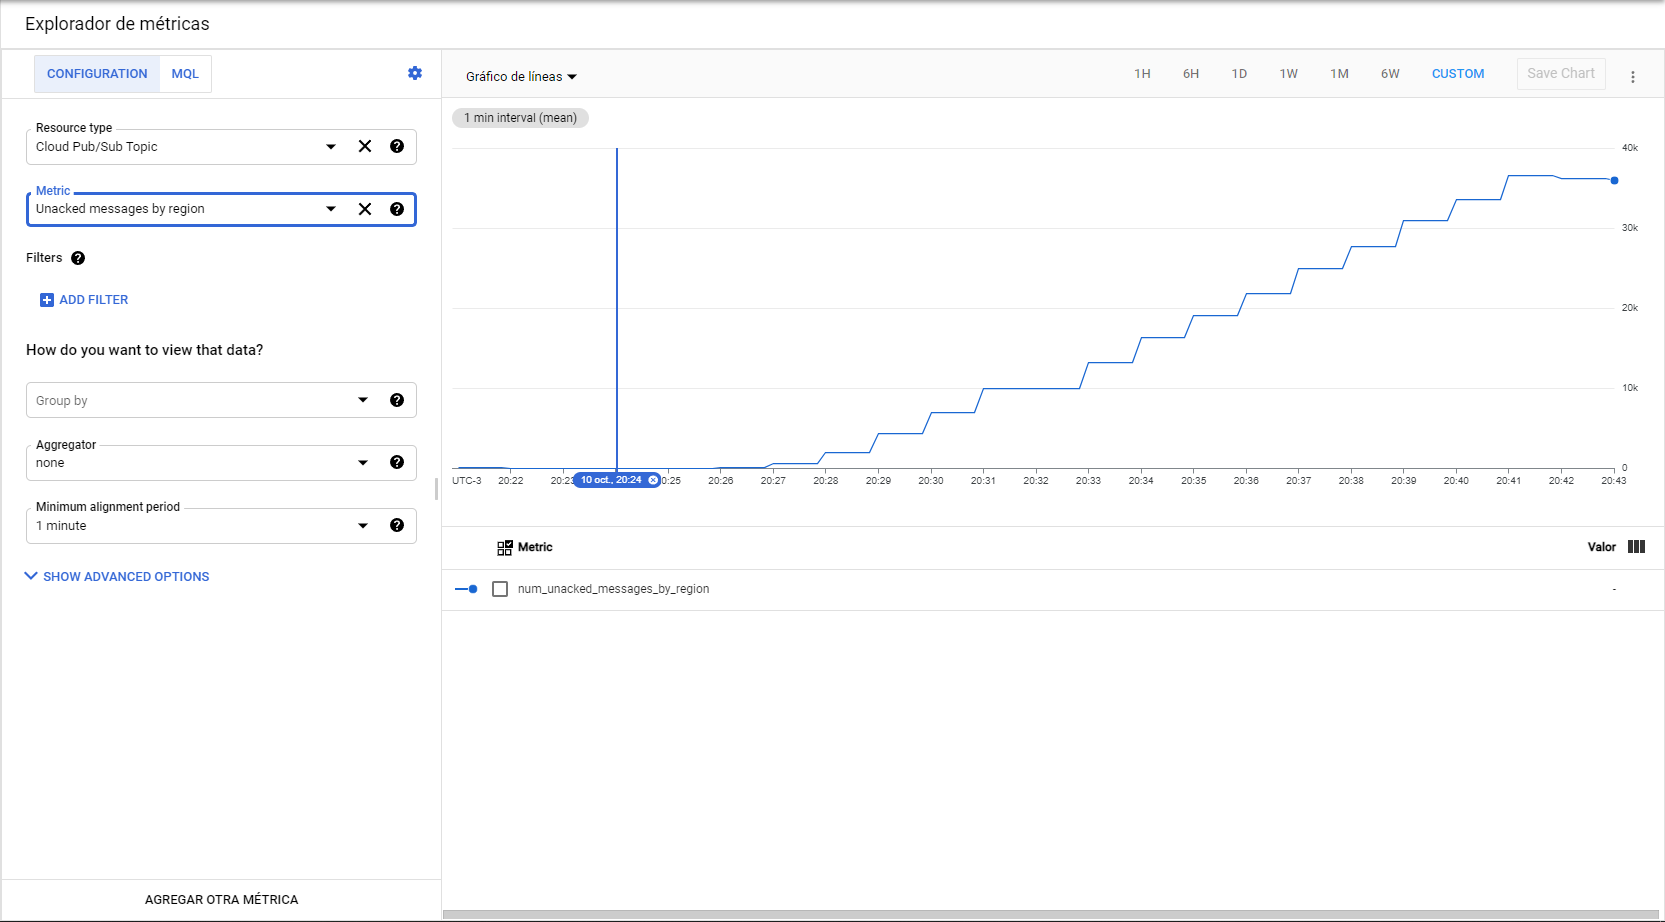 Explorador de métricas
CONFIGURATION MQL
Resource type
Cloud Pub/Sub Topic
Metric
Unacked messages by region
Filters
ADD FILTER
How do you want to view that data?
Group by
Aggregator
none
Minimum alignment period
1 minute
SHOW ADVANCED OPTIONS
AGREGAR OTRA MÉTRICA
Gráfico de líneas 1H 6H 1D 1W 1M 6W CUSTOM Save Chart
1 min interval (mean)
40k
30k
20k
10k
0
UTC-3 20:22 20:23 10 oct., 20:24 0:25 20:26 20:27 20:28 20:29 20:30 20:31 20:32 20:33 20:34 20:35 20:36 20:37 20:38 20:39 20:40 20:41 20:42 20:43
Metric Valor
num_unacked_messages_by_region -